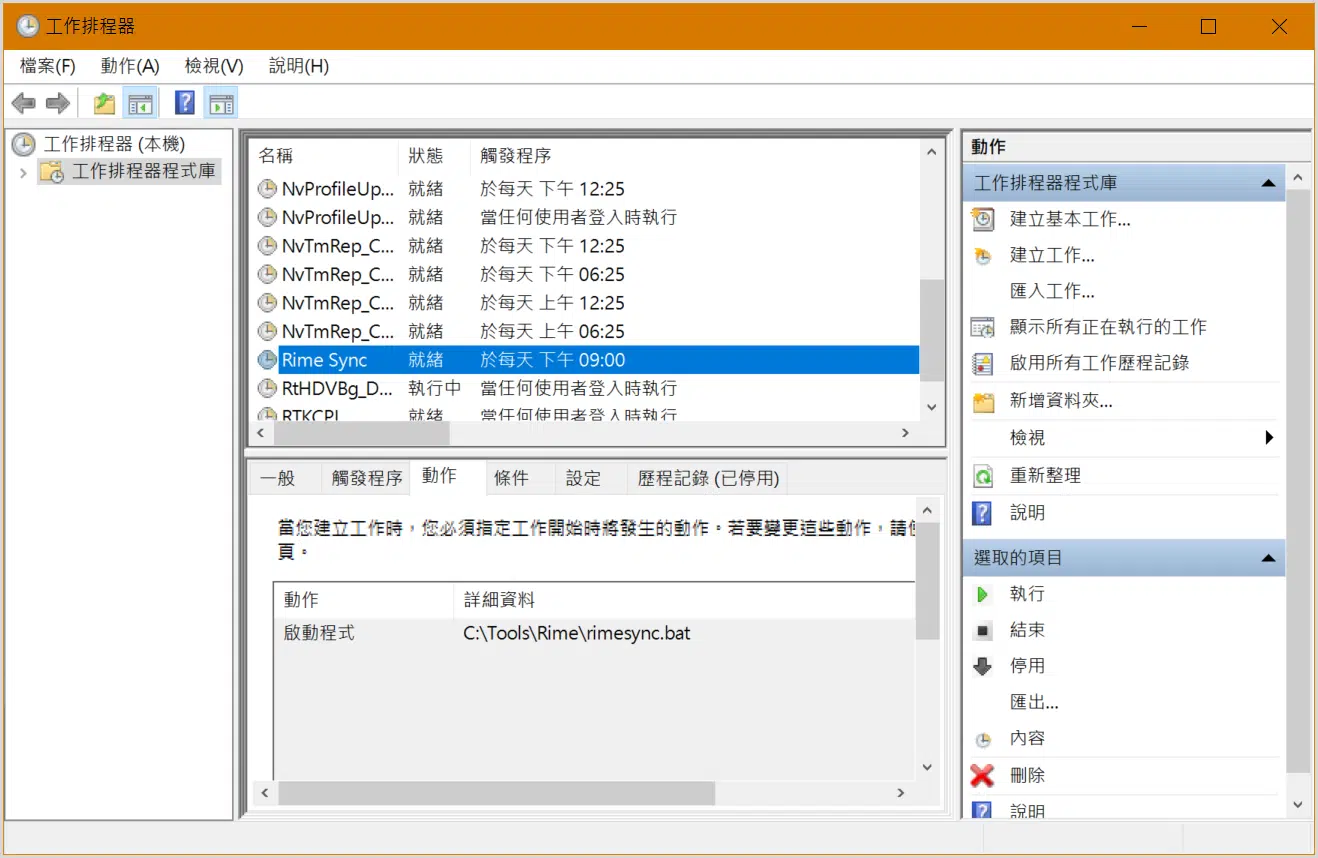 工作排程器
檔案(F) 動作(A) 檢視(V) 說明(H)
工作排程器 (本機)
工作排程器程式庫
名稱 狀態 觸發程序
NvProfileUp... 就緒 於每天 下午 12:25
NvProfileUp... 就緒 當任何使用者登入時執行
NvTmRep_C... 就緒 於每天 下午 12:25
NvTmRep_C... 就緒 於每天 下午 06:25
NvTmRep_C... 就緒 於每天 上午 12:25
NvTmRep_C... 就緒 於每天 上午 06:25
Rime Sync 就緒 於每天 下午 09:00
RtHDVBg_D... 執行中 當任何使用者登入時執行
RTKCPL 就緒 當任何使用者登入時執行
一般 觸發程序 動作 條件 設定 歷程記錄 (已停用)
當您建立工作時，您必須指定工作開始時將發生的動作。若要變更這些動作，請使
頁。
動作 詳細資料
啟動程式 C:\Tools\Rime\rimesync.bat
動作
工作排程器程式庫
建立基本工作...
建立工作...
匯入工作...
顯示所有正在執行的工作
啟用所有工作歷程記錄
新增資料夾...
檢視
重新整理
說明
選取的項目
執行
結束
停用
匯出...
內容
刪除
說明